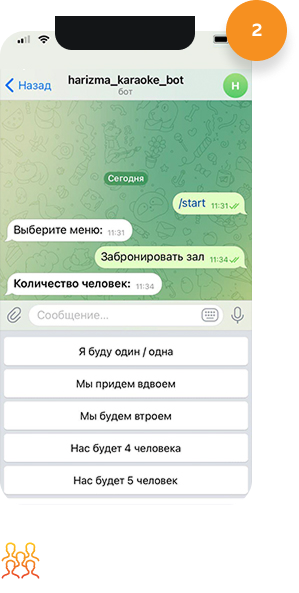 2
Назад
harizma_karaoke_bot
бот
Н
Сегодня
/start 11:31
Выберите меню: 11:31
Забронировать зал 11:34
Количество человек: 11:34
Сообщение...
Я буду один / одна
Мы придем вдвоем
Мы будем втроем
Нас будет 4 человека
Нас будет 5 человек